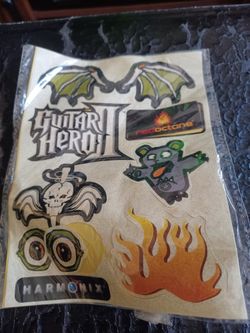 GUITAR
HERO II
redoctane
HARMONIX